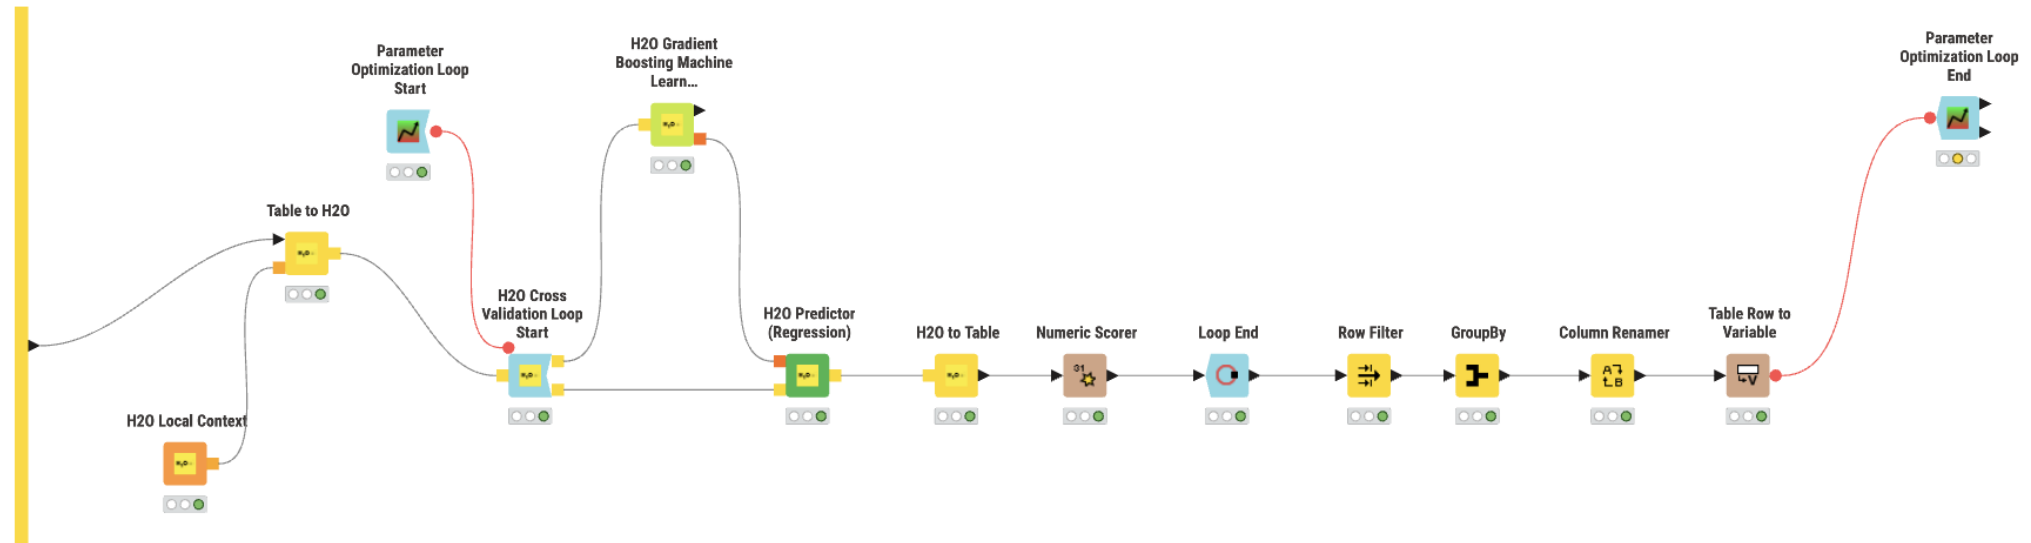 Parameter
Optimization Loop
Start
H2O Gradient
Boosting Machine
Learn...
Parameter
Optimization Loop
End
Table to H2O
H2O Cross
Validation Loop
Start
H2O Predictor
(Regression)
H2O to Table
Numeric Scorer
Loop End
Row Filter
GroupBy
Column Renamer
Table Row to
Variable
H2O Local Context